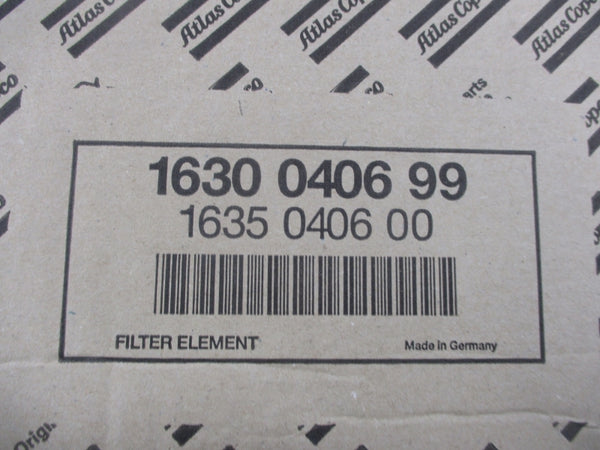 Atlas Copco
Atlas Copco
Atlas Copco
Atlas Copco
1630 0406 99
1635 0406 00
FILTER ELEMENT
Made in Germany